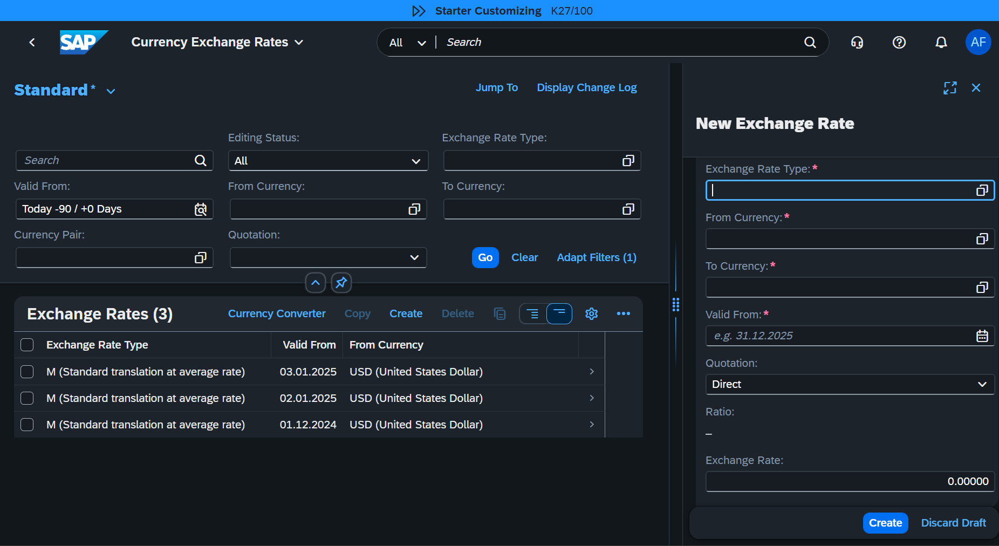 Starter Customizing K27/100
SAP Currency Exchange Rates All Search AF
Standard * Jump To Display Change Log
Editing Status: Exchange Rate Type:
Search All
Valid From: From Currency: To Currency:
Today -90 / +0 Days
Currency Pair: Quotation:
Go Clear Adapt Filters (1)
Exchange Rates (3) Currency Converter Copy Create Delete
Exchange Rate Type Valid From From Currency
M (Standard translation at average rate) 03.01.2025 USD (United States Dollar)
M (Standard translation at average rate) 02.01.2025 USD (United States Dollar)
M (Standard translation at average rate) 01.12.2024 USD (United States Dollar)
New Exchange Rate
Exchange Rate Type: *
From Currency: *
To Currency: *
Valid From: *
e.g. 31.12.2025
Quotation:
Direct
Ratio:
–
Exchange Rate:
0.00000
Create Discard Draft